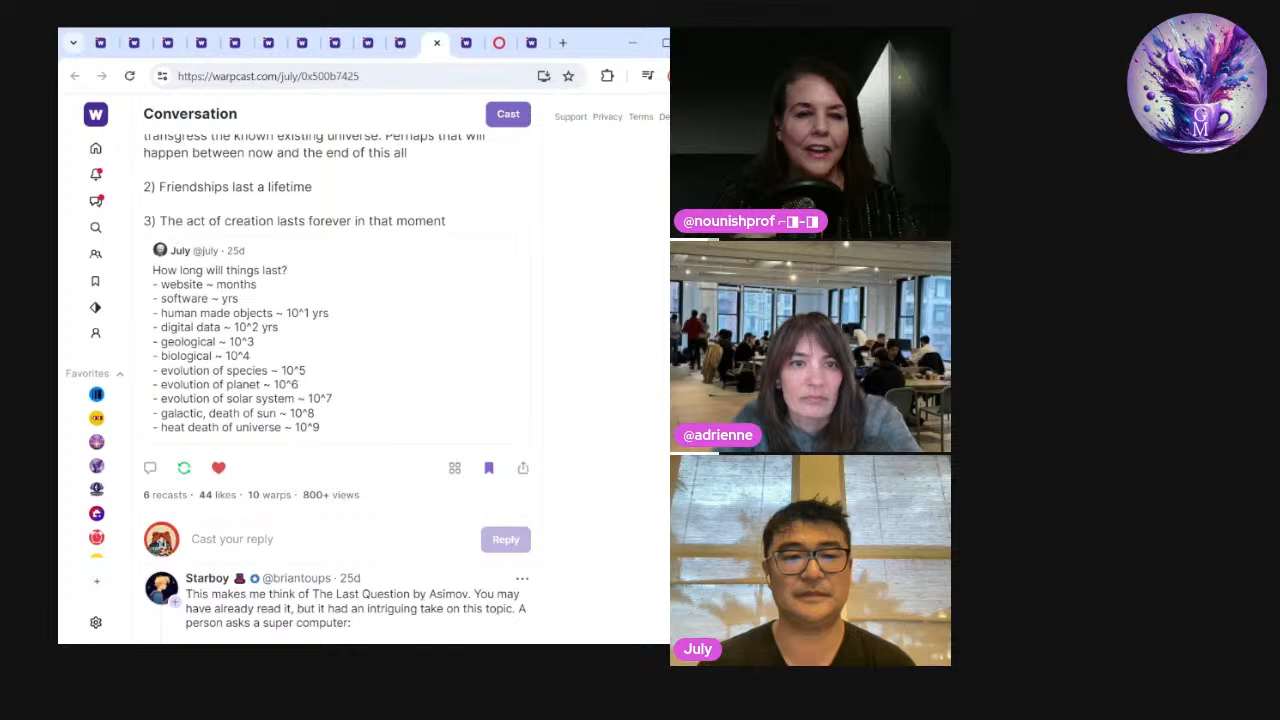 https://warpcast.com/july/0x500b7425
W
Conversation
Cast
Support Privacy Terms De
transgress the known existing universe. Perhaps that will
happen between now and the end of this all
2) Friendships last a lifetime
3) The act of creation lasts forever in that moment
July @july · 25d
How long will things last?
- website ~ months
- software ~ yrs
- human made objects ~ 10^1 yrs
- digital data ~ 10^2 yrs
- geological ~ 10^3
- biological ~ 10^4
- evolution of species ~ 10^5
- evolution of planet ~ 10^6
- evolution of solar system ~ 10^7
- galactic, death of sun ~ 10^8
- heat death of universe ~ 10^9
Favorites
6 recasts · 44 likes · 10 warps · 800+ views
Cast your reply
Reply
Starboy @briantoups · 25d
This makes me think of The Last Question by Asimov. You may
have already read it, but it had an intriguing take on this topic. A
person asks a super computer:
@nounishprof ⌐◨-◨
@adrienne
July
GM